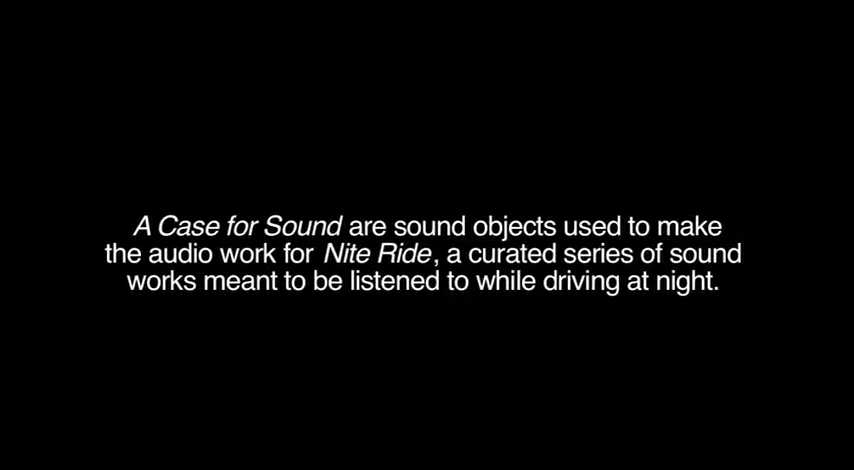 A Case for Sound are sound objects used to make
the audio work for Nite Ride, a curated series of sound
works meant to be listened to while driving at night.